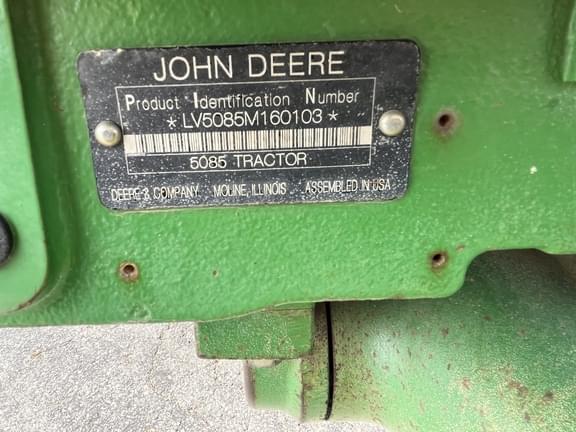 JOHN DEERE
Product Identification Number
*LV5085M160103*
5085 TRACTOR
DEERE & COMPANY MOLINE, ILLINOIS ASSEMBLED IN USA